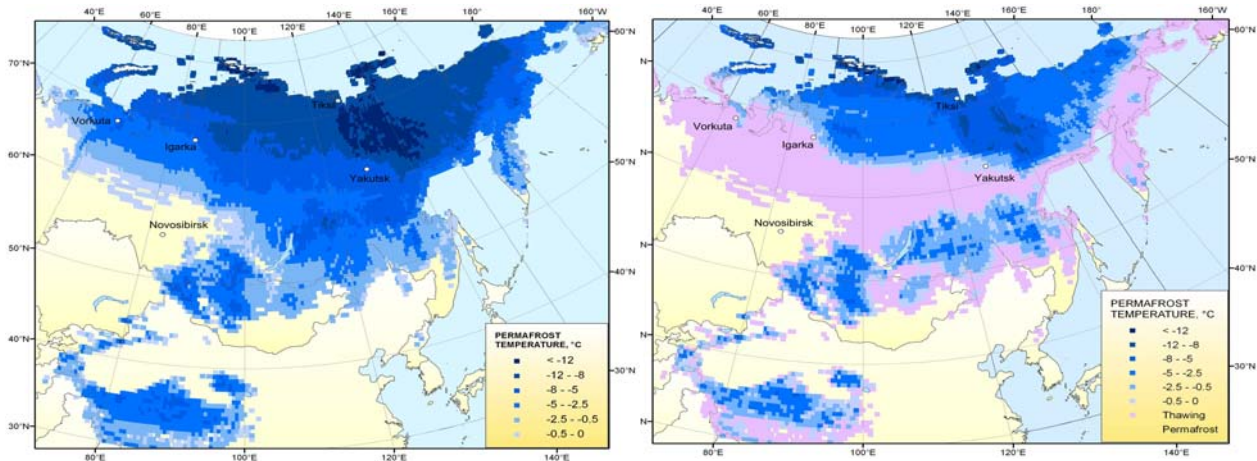 40°E 60°E 80°E 100°E 120°E 140°E 160°E 180° 160°W
60°N
70°N
Tiksi
Vorkuta
Igarka
60°N
50°N
Yakutsk
Novosibirsk
50°N
40°N
40°N
PERMAFROST
TEMPERATURE, °C
< -12
-12 - -8
-8 - -5
-5 - -2.5
-2.5 - -0.5
-0.5 - 0
30°N
30°N
80°E 100°E 120°E 140°E
40°E 60°E 80°E 100°E 120°E 140°E 160°E 180° 160°W
60°N
N
Tiksi
Vorkuta
Igarka
N
50°N
Yakutsk
Novosibirsk
N
40°N
N
PERMAFROST
TEMPERATURE, °C
< -12
-12 - -8
-8 - -5
-5 - -2.5
-2.5 - -0.5
-0.5 - 0
Thawing
Permafrost
30°N
N
80°E 100°E 120°E 140°E